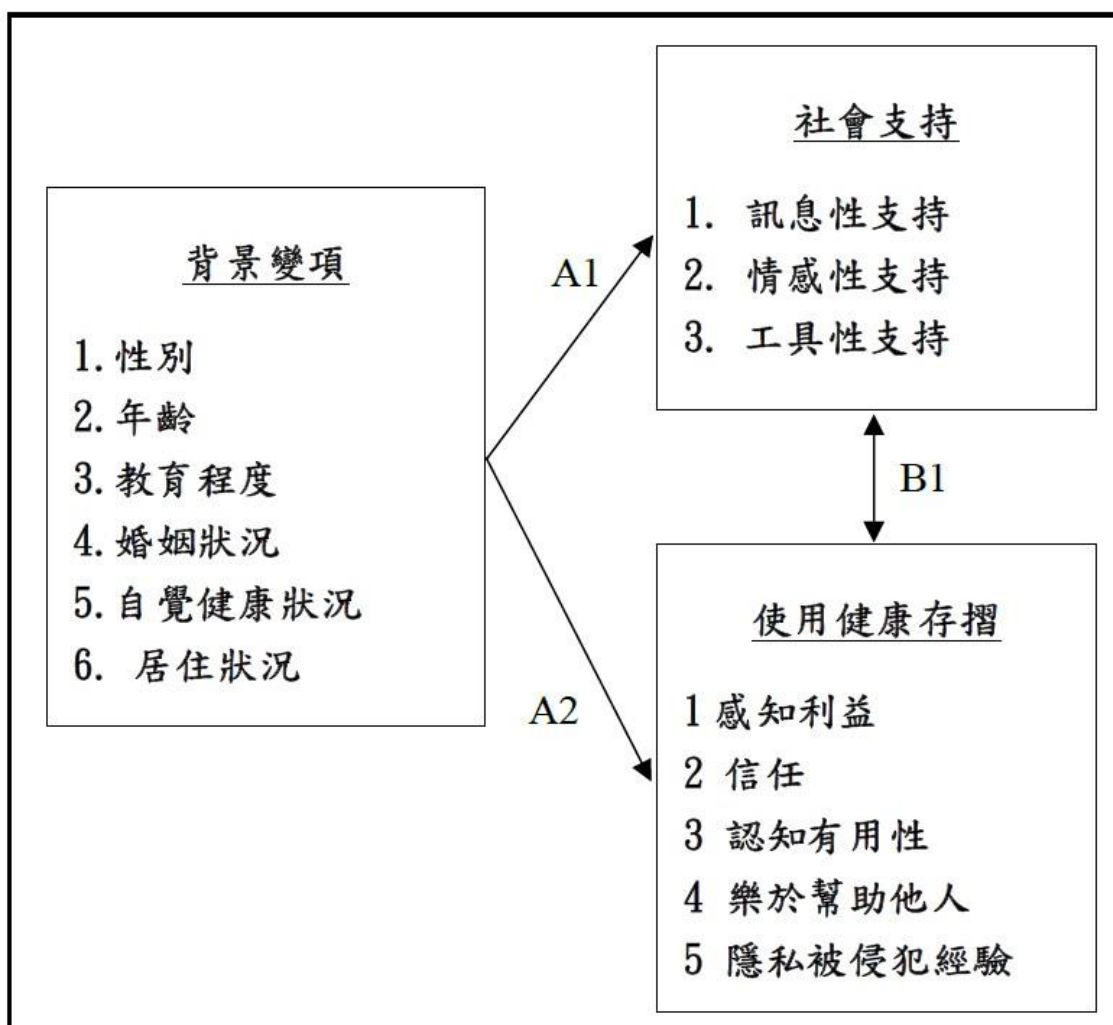 背景變項
1.性別
2.年齡
3.教育程度
4.婚姻狀況
5.自覺健康狀況
6. 居住狀況
A1
A2
社會支持
1. 訊息性支持
2. 情感性支持
3. 工具性支持
B1
使用健康存摺
1 感知利益
2 信任
3 認知有用性
4 樂於幫助他人
5 隱私被侵犯經驗